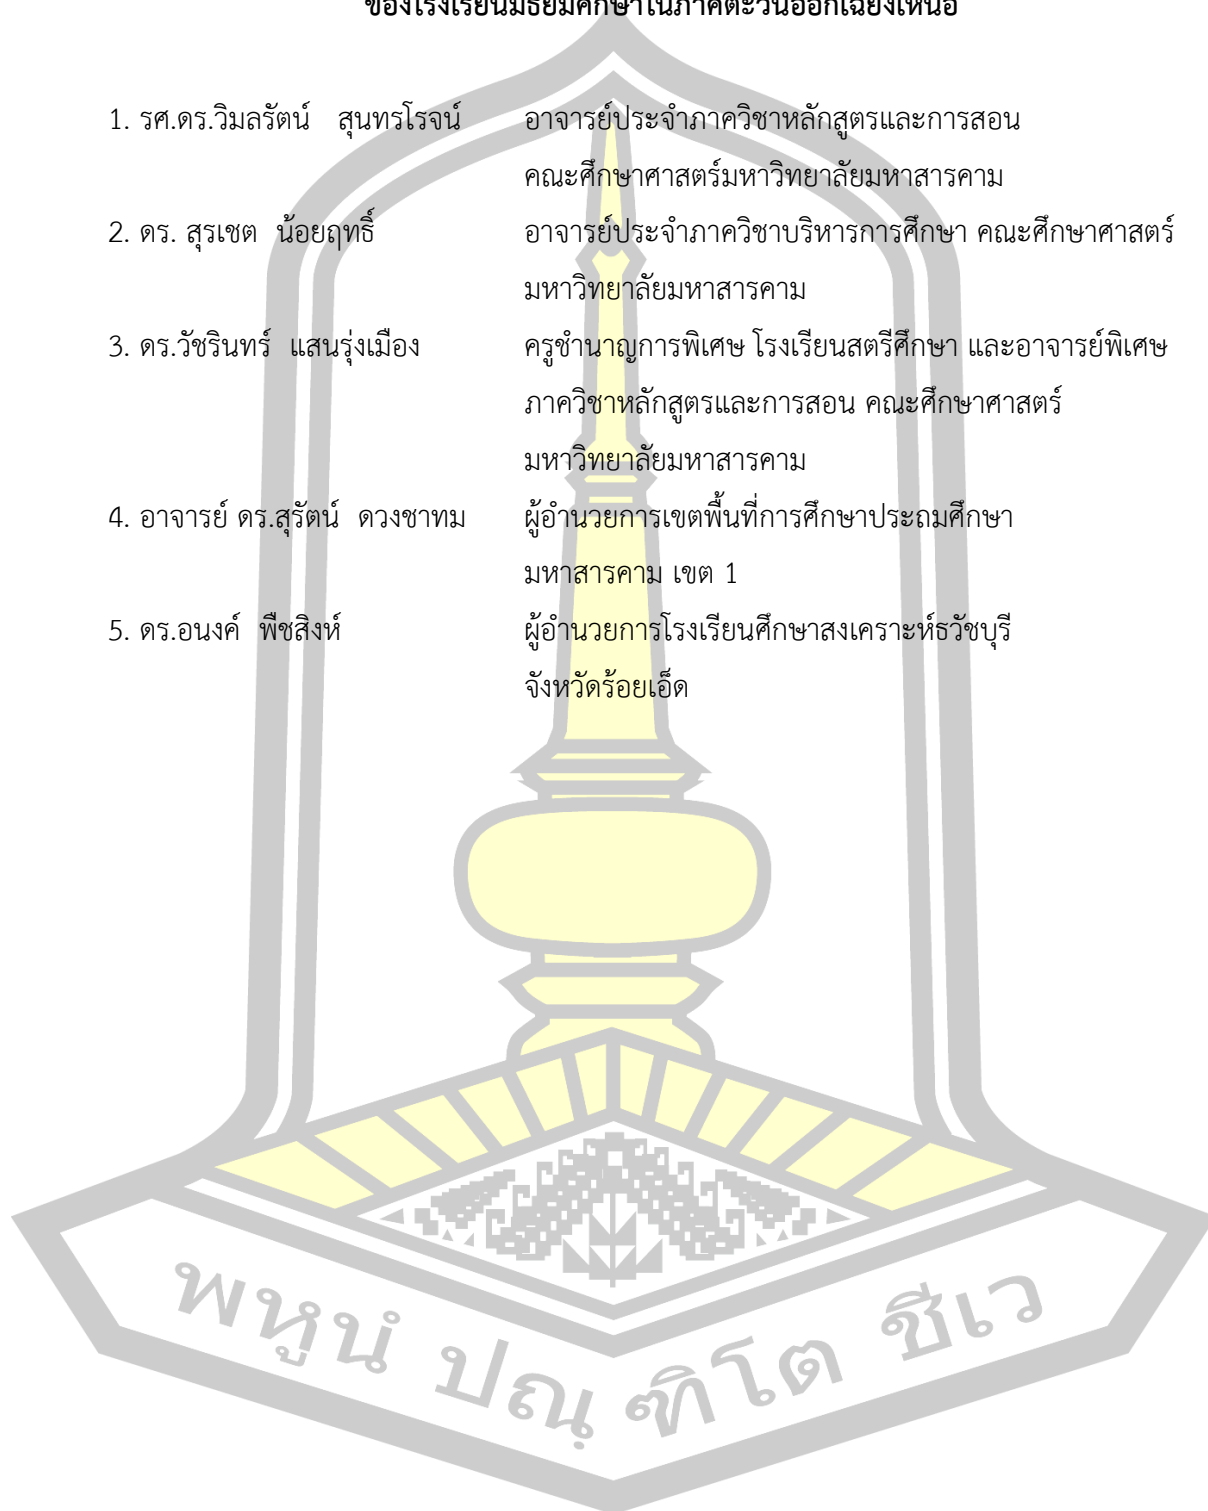 ของโรงเรียนมัธยมศึกษาในภาคตะวันออกเฉียงเหนือ
1. รศ.ดร.วิมลรัตน์ สุนทรโรจน์ อาจารย์ประจำภาควิชาหลักสูตรและการสอน
คณะศึกษาศาสตร์มหาวิทยาลัยมหาสารคาม
2. ดร. สุรเชต น้อยฤทธิ์ อาจารย์ประจำภาควิชาบริหารการศึกษา คณะศึกษาศาสตร์
มหาวิทยาลัยมหาสารคาม
3. ดร.วัชรินทร์ แสนรุ่งเมือง ครูชำนาญการพิเศษ โรงเรียนสตรีศึกษา และอาจารย์พิเศษ
ภาควิชาหลักสูตรและการสอน คณะศึกษาศาสตร์
มหาวิทยาลัยมหาสารคาม
4. อาจารย์ ดร.สุรัตน์ ดวงชาทม ผู้อำนวยการเขตพื้นที่การศึกษาประถมศึกษา
มหาสารคาม เขต 1
5. ดร.อนงค์ พืชสิงห์ ผู้อำนวยการโรงเรียนศึกษาสงเคราะห์ธวัชบุรี
จังหวัดร้อยเอ็ด
พหูนํ ปณฺฑิโต ชีเว